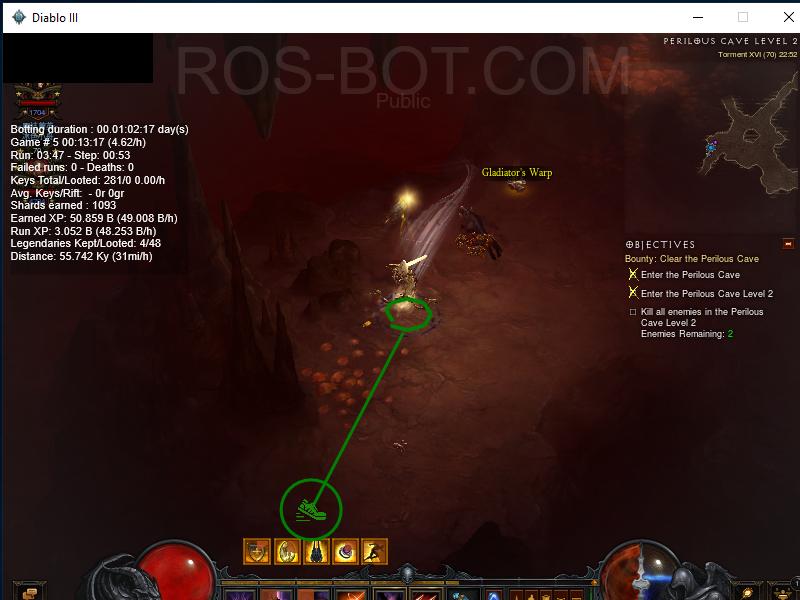 Diablo III
ROS-BOT.COM
Public
PERILOUS CAVE LEVEL 2
Torment XVI (70) 22:52
1704
Botting duration : 00.01:02:17 day(s)
Game # 5 00:13:17 (4.62/h)
Run: 03:47 - Step: 00:53
Failed runs: 0 - Deaths: 0
Keys Total/Looted: 281/0 0.00/h
Avg. Keys/Rift: - 0r 0gr
Shards earned : 1093
Earned XP: 50.859 B (49.008 B/h)
Run XP: 3.052 B (48.253 B/h)
Legendaries Kept/Looted: 4/48
Distance: 55.742 Ky (31mi/h)
Gladiator's Warp
OBJECTIVES
Bounty: Clear the Perilous Cave
Enter the Perilous Cave
Enter the Perilous Cave Level 2
Kill all enemies in the Perilous
Cave Level 2
Enemies Remaining: 2